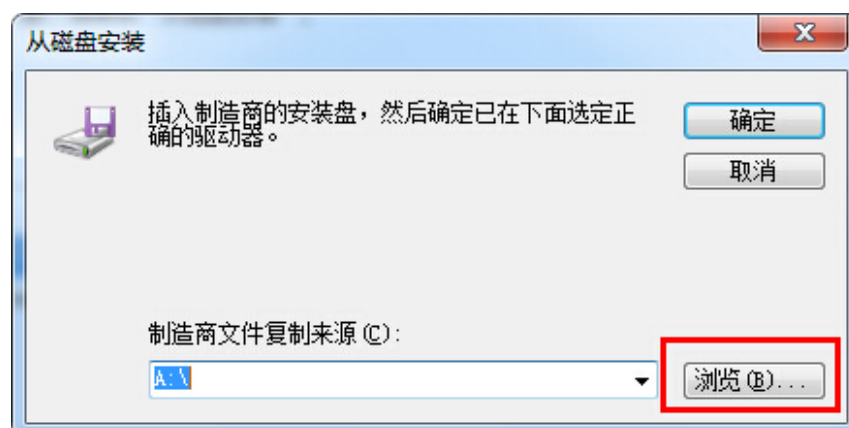 从磁盘安装
插入制造商的安装盘，然后确定已在下面选定正
确的驱动器。
确定
取消
制造商文件复制来源(C):
A:\
浏览(B)...